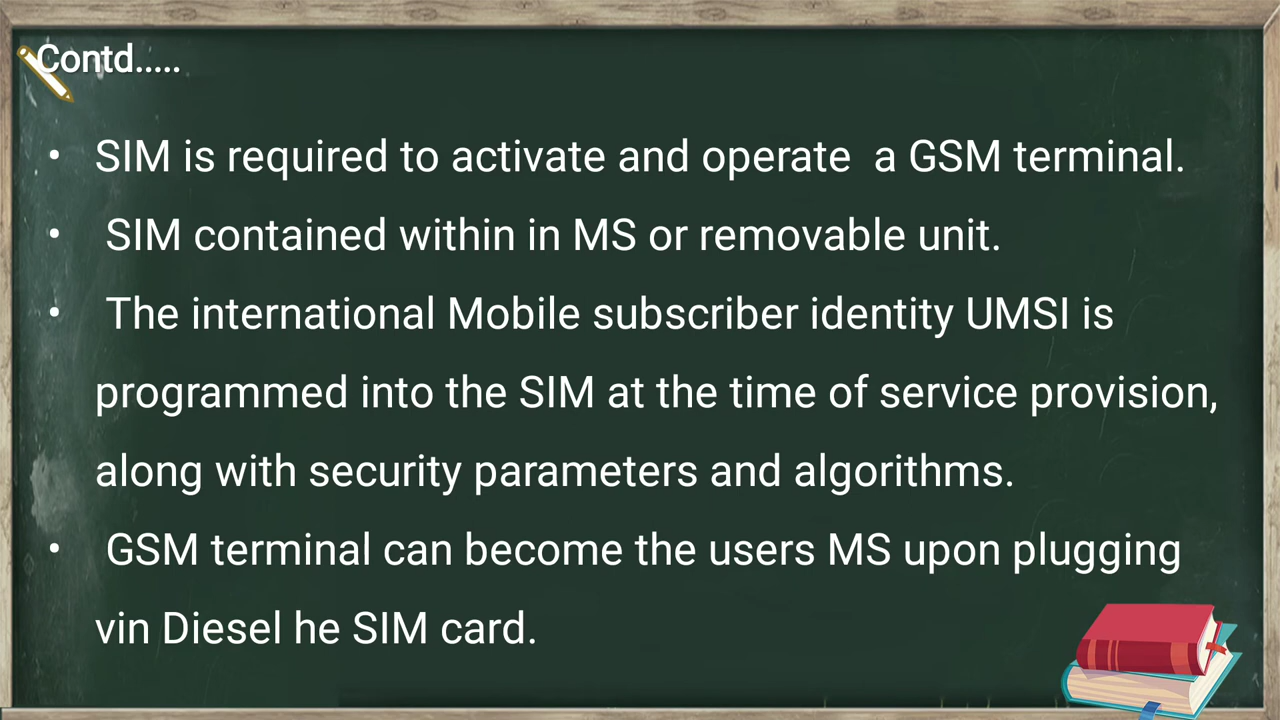 Contd.....
• SIM is required to activate and operate  a GSM terminal.
• SIM contained within in MS or removable unit.
• The international Mobile subscriber identity UMSI is
programmed into the SIM at the time of service provision,
along with security parameters and algorithms.
• GSM terminal can become the users MS upon plugging
vin Diesel he SIM card.